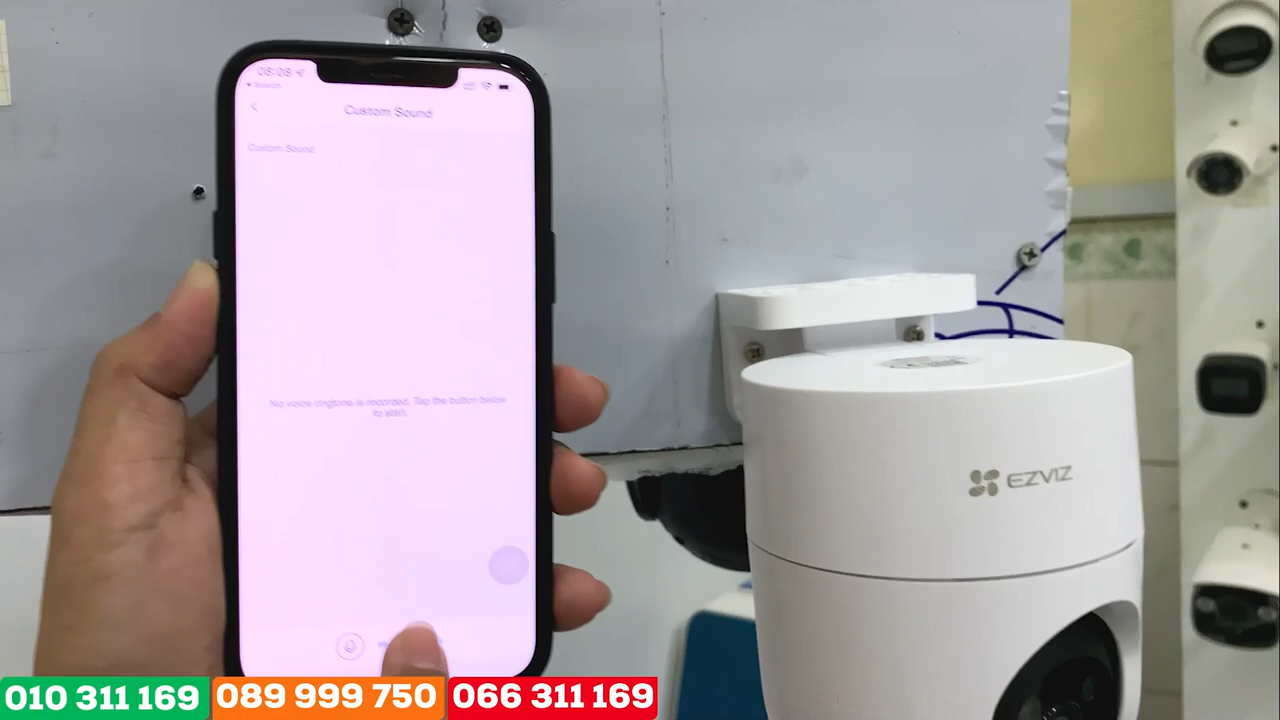 08:08
Search
Custom Sound
Custom Sound
No voice ringtone is recorded. Tap the button below
to start.
EZVIZ
010 311 169
089 999 750
066 311 169